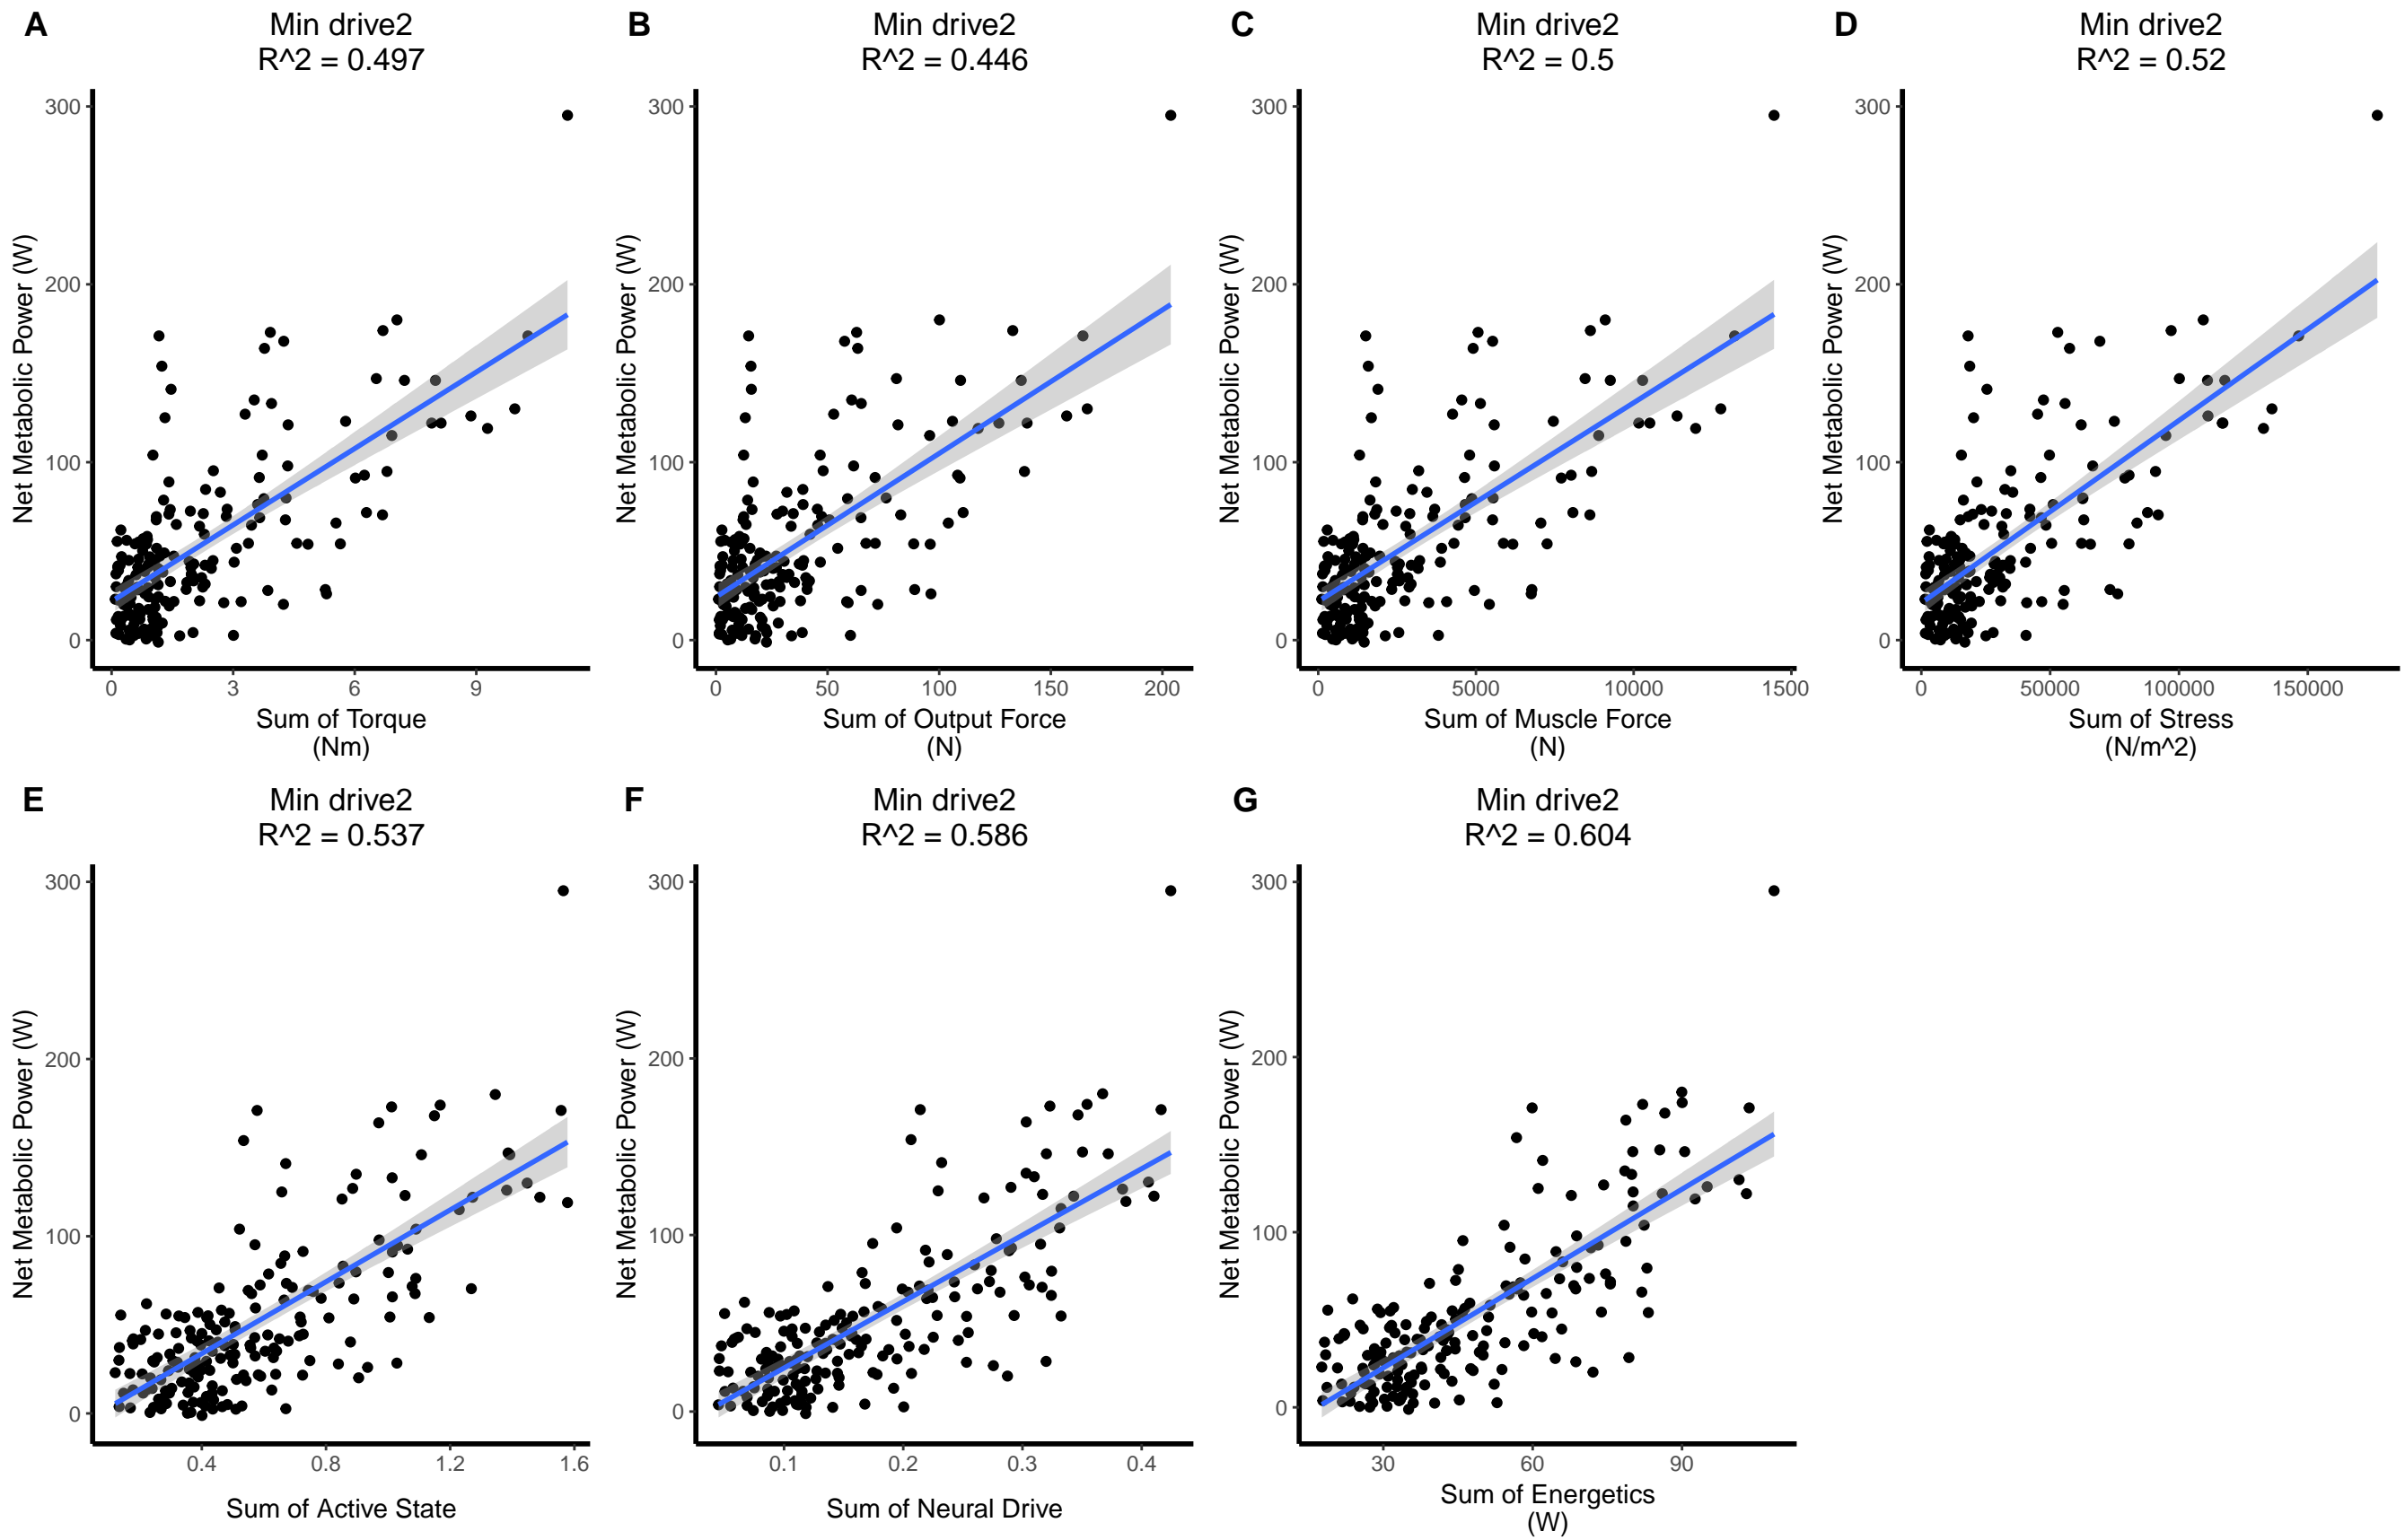 A
Min drive2
R^2 = 0.497
Net Metabolic Power (W)
300
200
100
0
0 3 6 9
Sum of Torque
(Nm)
B
Min drive2
R^2 = 0.446
Net Metabolic Power (W)
300
200
100
0
0 50 100 150 200
Sum of Output Force
(N)
C
Min drive2
R^2 = 0.5
Net Metabolic Power (W)
300
200
100
0
0 5000 10000 1500
Sum of Muscle Force
(N)
D
Min drive2
R^2 = 0.52
Net Metabolic Power (W)
300
200
100
0
0 50000 100000 150000
Sum of Stress
(N/m^2)
E
Min drive2
R^2 = 0.537
Net Metabolic Power (W)
300
200
100
0
0.4 0.8 1.2 1.6
Sum of Active State
F
Min drive2
R^2 = 0.586
Net Metabolic Power (W)
300
200
100
0
0.1 0.2 0.3 0.4
Sum of Neural Drive
G
Min drive2
R^2 = 0.604
Net Metabolic Power (W)
300
200
100
0
30 60 90
Sum of Energetics
(W)